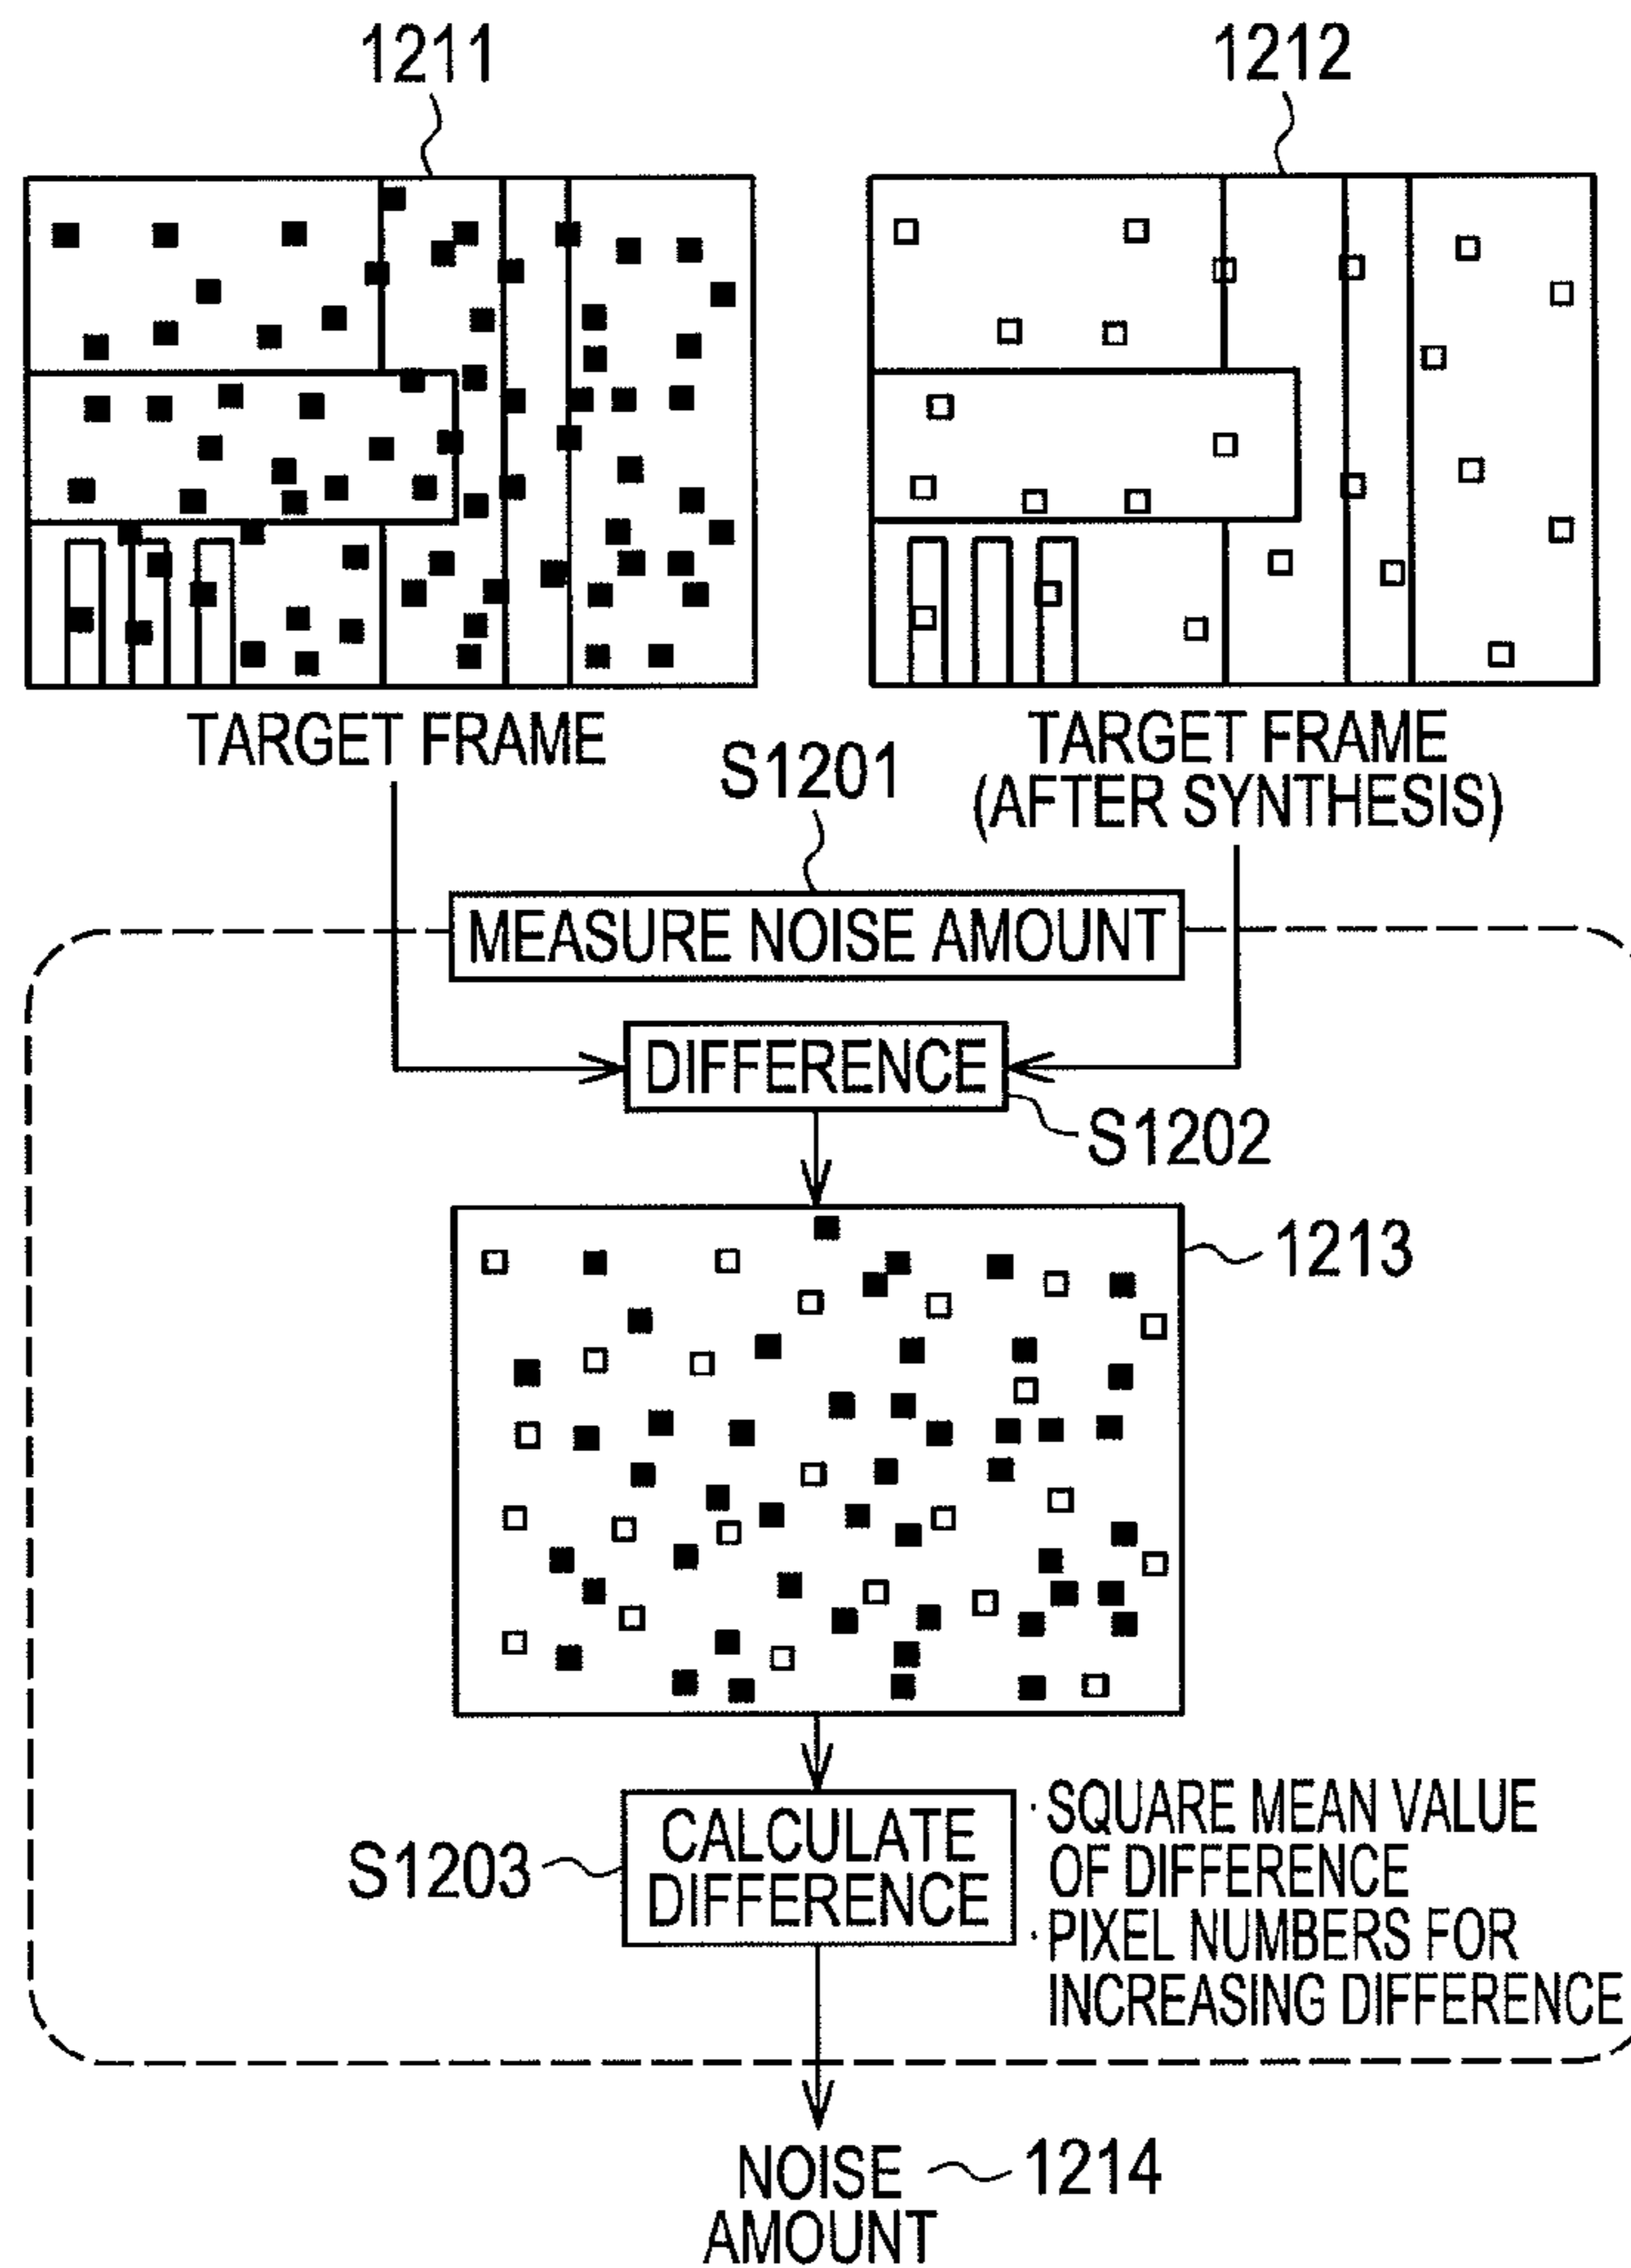 1211
1212
TARGET FRAME
TARGET FRAME
(AFTER SYNTHESIS)
S1201
MEASURE NOISE AMOUNT
DIFFERENCE
S1202
1213
CALCULATE
DIFFERENCE
S1203
· SQUARE MEAN VALUE
OF DIFFERENCE
· PIXEL NUMBERS FOR
INCREASING DIFFERENCE
NOISE
AMOUNT
1214